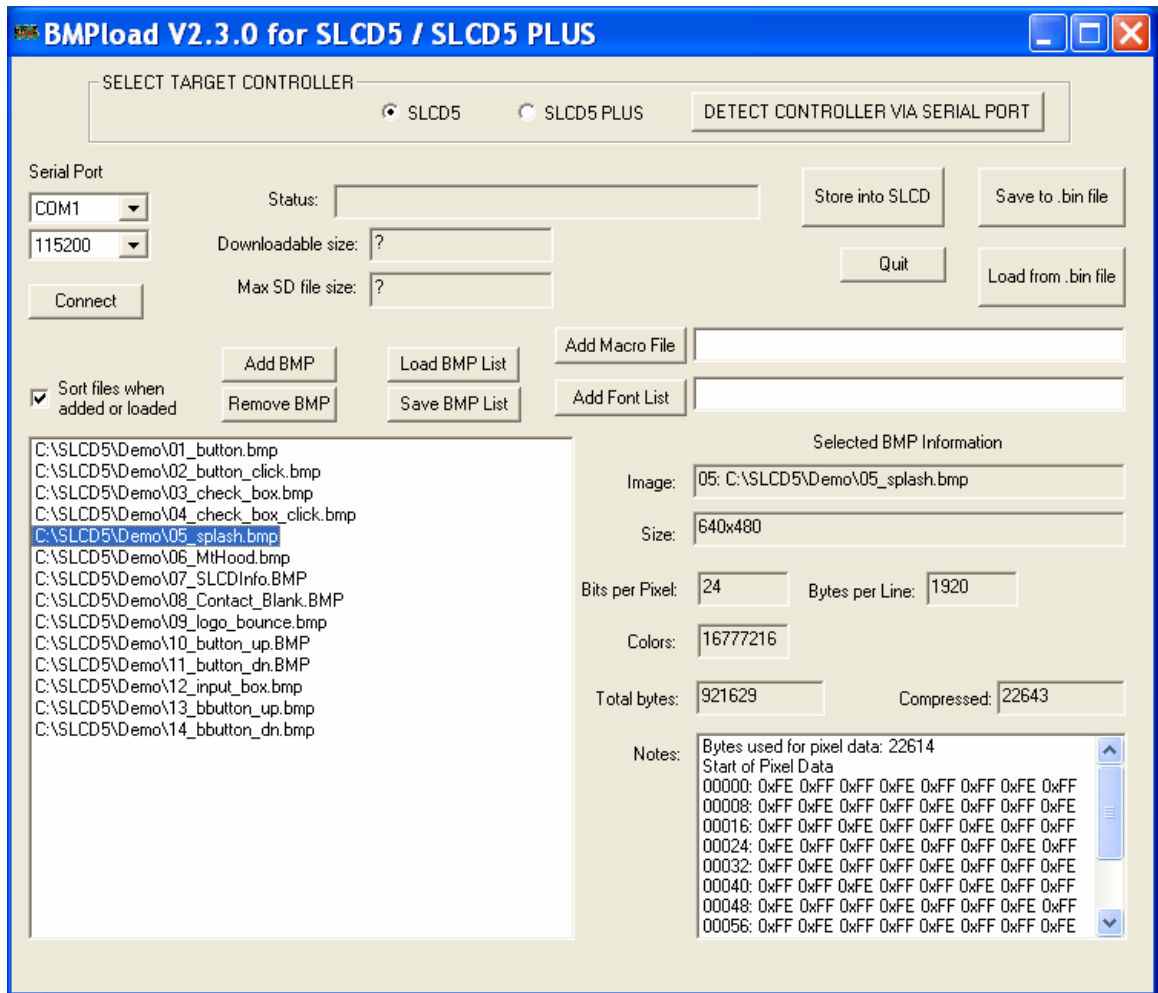 BMPload V2.3.0 for SLCD5 / SLCD5 PLUS
SELECT TARGET CONTROLLER
SLCD5
SLCD5 PLUS
DETECT CONTROLLER VIA SERIAL PORT
Serial Port
COM1
115200
Connect
Status:
Downloadable size: ?
Max SD file size: ?
Store into SLCD
Save to .bin file
Quit
Load from .bin file
Add Macro File
Add Font List
Add BMP
Load BMP List
Remove BMP
Save BMP List
Sort files when
added or loaded
C:\SLCD5\Demo\01_button.bmp
C:\SLCD5\Demo\02_button_click.bmp
C:\SLCD5\Demo\03_check_box.bmp
C:\SLCD5\Demo\04_check_box_click.bmp
C:\SLCD5\Demo\05_splash.bmp
C:\SLCD5\Demo\06_MtHood.bmp
C:\SLCD5\Demo\07_SLCDInfo.BMP
C:\SLCD5\Demo\08_Contact_Blank.BMP
C:\SLCD5\Demo\09_logo_bounce.bmp
C:\SLCD5\Demo\10_button_up.BMP
C:\SLCD5\Demo\11_button_dn.BMP
C:\SLCD5\Demo\12_input_box.bmp
C:\SLCD5\Demo\13_bbutton_up.bmp
C:\SLCD5\Demo\14_bbutton_dn.bmp
Selected BMP Information
Image: 05: C:\SLCD5\Demo\05_splash.bmp
Size: 640x480
Bits per Pixel: 24
Bytes per Line: 1920
Colors: 16777216
Total bytes: 921629
Compressed: 22643
Notes:
Bytes used for pixel data: 22614
Start of Pixel Data
00000: 0xFE 0xFF 0xFF 0xFE 0xFF 0xFF 0xFE 0xFF
00008: 0xFF 0xFE 0xFF 0xFF 0xFE 0xFF 0xFF 0xFE
00016: 0xFF 0xFF 0xFE 0xFF 0xFF 0xFE 0xFF 0xFF
00024: 0xFE 0xFF 0xFF 0xFE 0xFF 0xFF 0xFE 0xFF
00032: 0xFF 0xFE 0xFF 0xFF 0xFE 0xFF 0xFF 0xFE
00040: 0xFF 0xFF 0xFE 0xFF 0xFF 0xFE 0xFF 0xFF
00048: 0xFE 0xFF 0xFF 0xFE 0xFF 0xFF 0xFE 0xFF
00056: 0xFF 0xFE 0xFF 0xFF 0xFE 0xFF 0xFF 0xFE